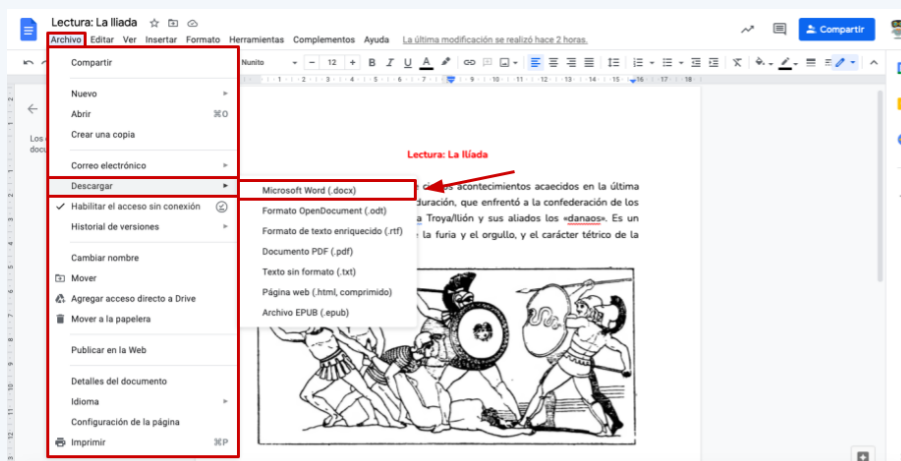 Lectura: La Iliada
Archivo Editar Ver Insertar Formato Herramientas Complementos Ayuda La última modificación se realizó hace 2 horas.
Compartir
Nunito
12
B I U A
Compartir
Nuevo
Abrir ⌘O
Crear una copia
Correo electrónico
Descargar
Habilitar el acceso sin conexión
Historial de versiones
Cambiar nombre
Mover
Agregar acceso directo a Drive
Mover a la papelera
Publicar en la Web
Detalles del documento
Idioma
Configuración de la página
Imprimir ⌘P
Microsoft Word (.docx)
Formato OpenDocument (.odt)
Formato de texto enriquecido (.rtf)
Documento PDF (.pdf)
Texto sin formato (.txt)
Página web (.html, comprimido)
Archivo EPUB (.epub)
Los
Lectura: La Ilíada
acontecimientos acaecidos en la última
duración, que enfrentó a la confederación de los
a Troya/Ilión y sus aliados los «danaos». Es un
la furia y el orgullo, y el carácter tétrico de la